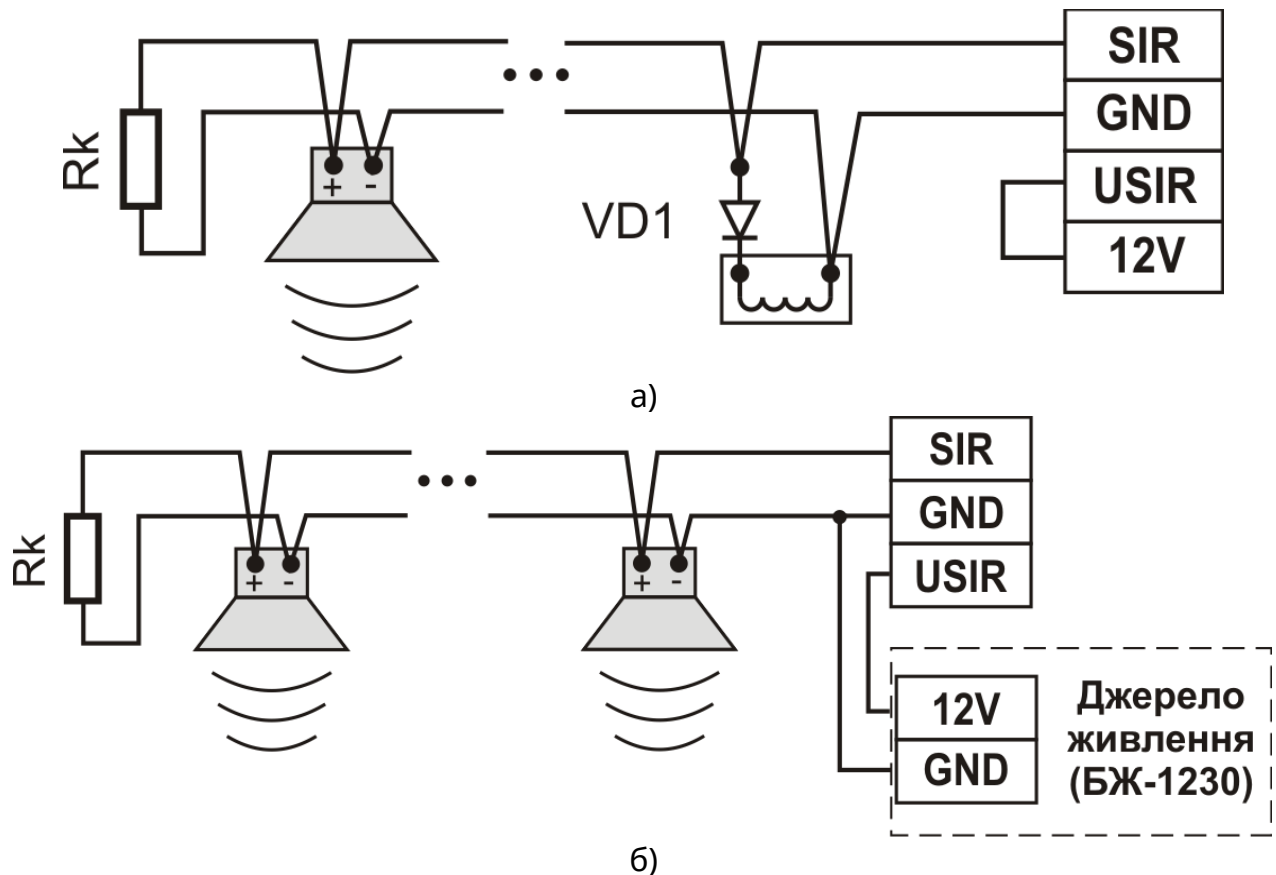 SIR
GND
USIR
12V
Rk
+ -
VD1
а)
SIR
GND
USIR
Rk
+ -
+ -
12V
GND
Джерело
живлення
(БЖ-1230)
б)